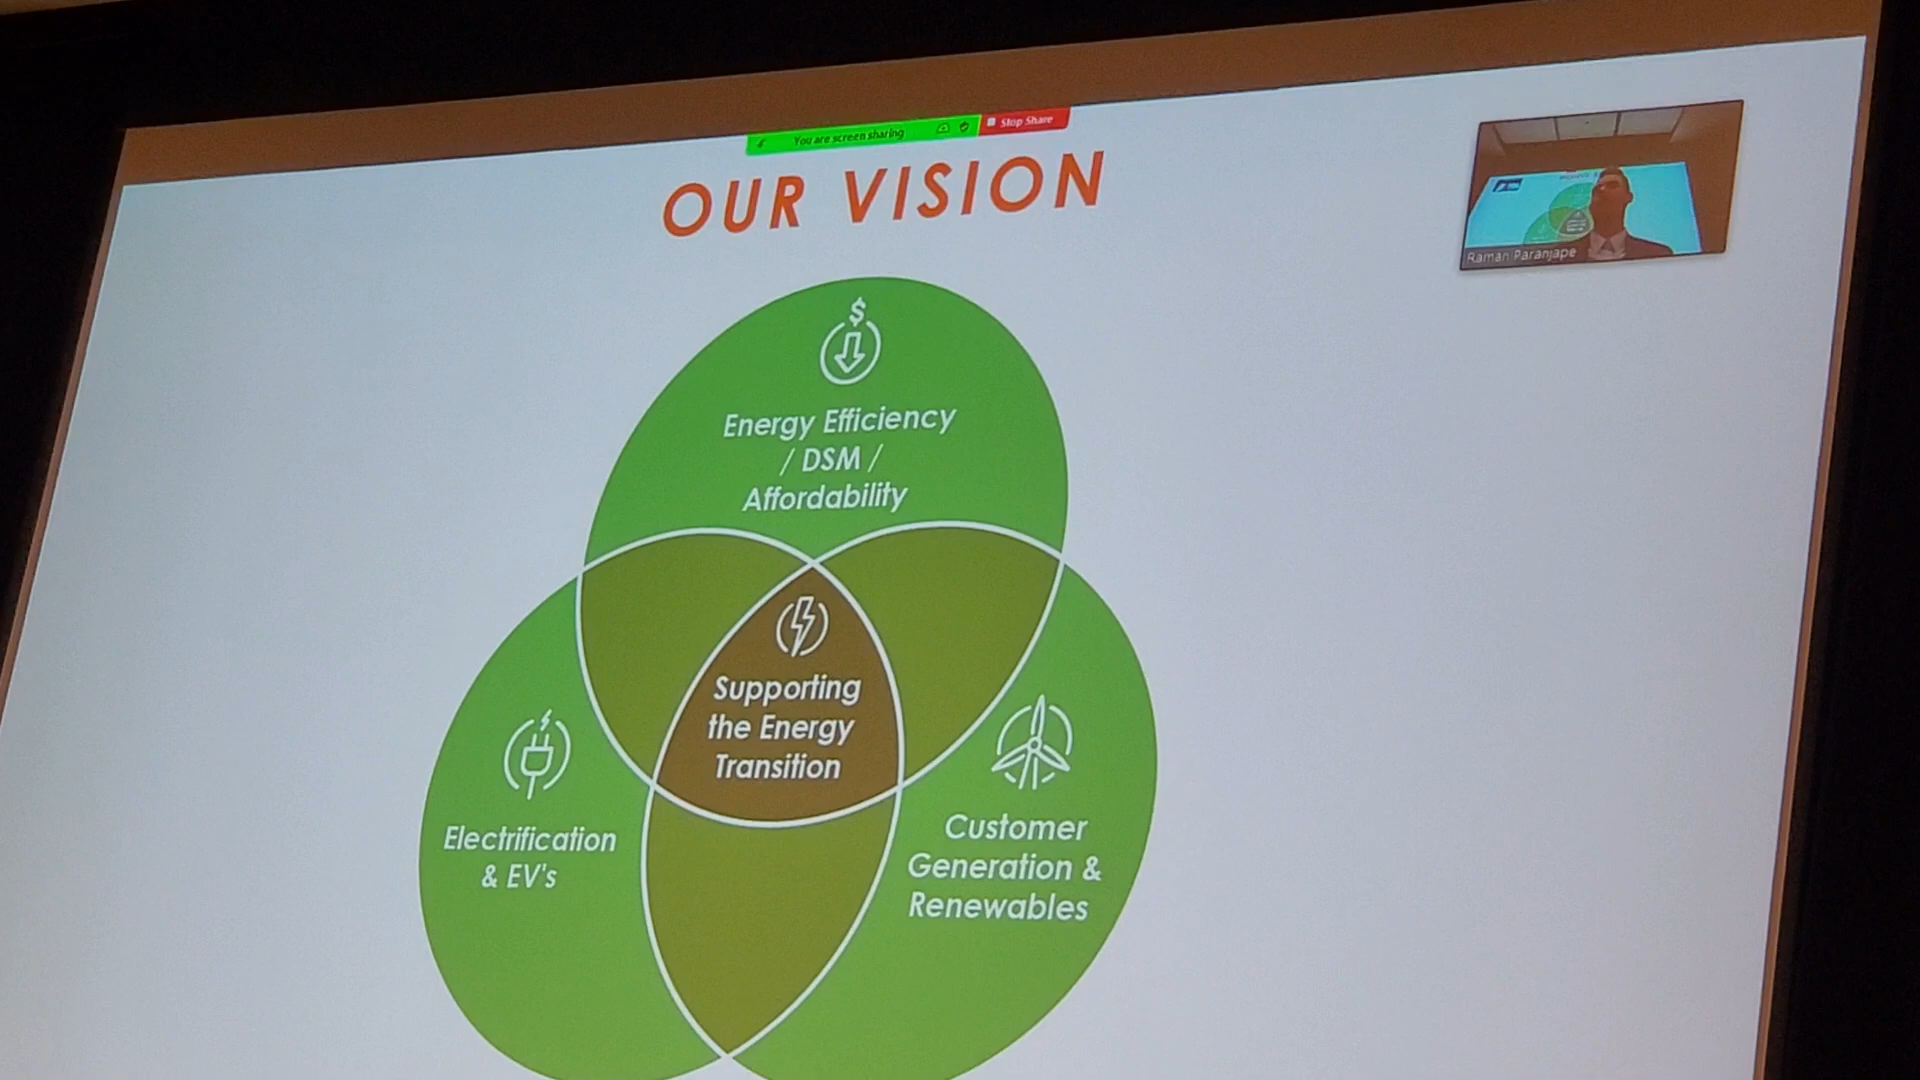 You are screen sharing
Stop Share
OUR VISION
Raman Paranjape
$
Energy Efficiency
/ DSM /
Affordability
Supporting
the Energy
Transition
Electrification
& EV's
Customer
Generation &
Renewables